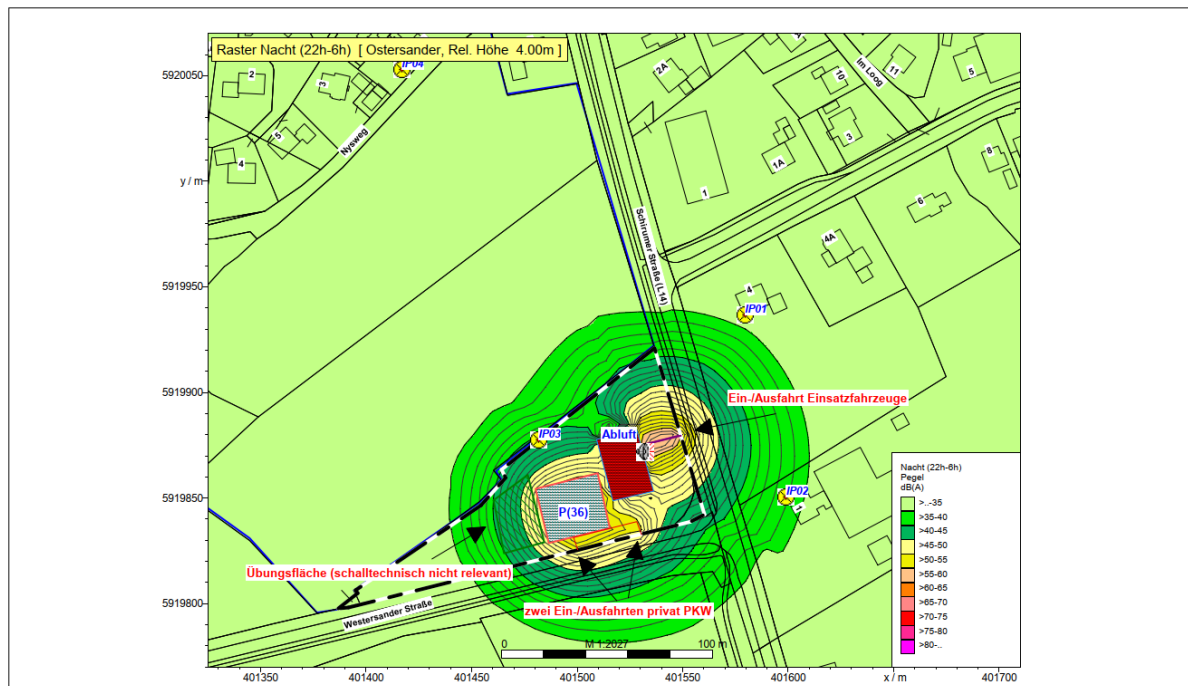 Raster Nacht (22h-6h) [ Ostersander, Rel. Höhe 4.00m ]
IP04
5920050
2
3
2A
10
11
5
Im Loog
5
Nysweg
4
3
1A
8
y / m
1
6
Schirumer Straße (L14)
4A
5919950
4
IP01
5919900
Ein-/Ausfahrt Einsatzfahrzeuge
IP03
Abluft
5919850
P(36)
IP02
1
Übungsfläche (schalltechnisch nicht relevant)
zwei Ein-/Ausfahrten privat PKW
5919800
Westersander Straße
0
M 1:2027
100 m
Nacht (22h-6h)
Pegel
dB(A)
>..-35
>35-40
>40-45
>45-50
>50-55
>55-60
>60-65
>65-70
>70-75
>75-80
>80-..
401350
401400
401450
401500
401550
401600
x / m
401700